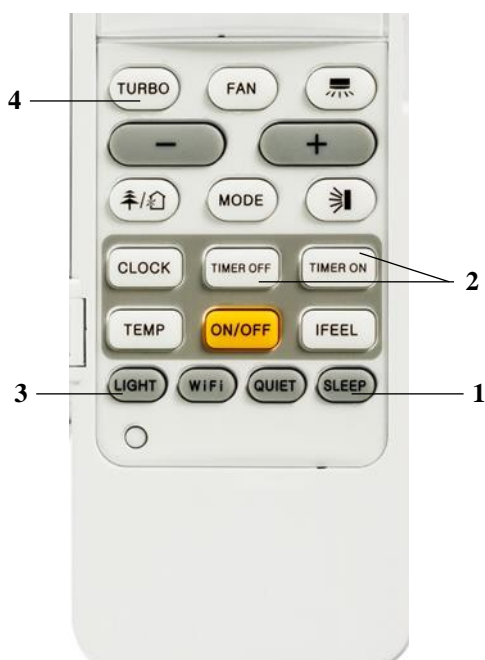 TURBO FAN
4
- +
MODE
CLOCK TIMER OFF TIMER ON
2
TEMP ON/OFF IFEEL
3 LIGHT WiFi QUIET SLEEP 1